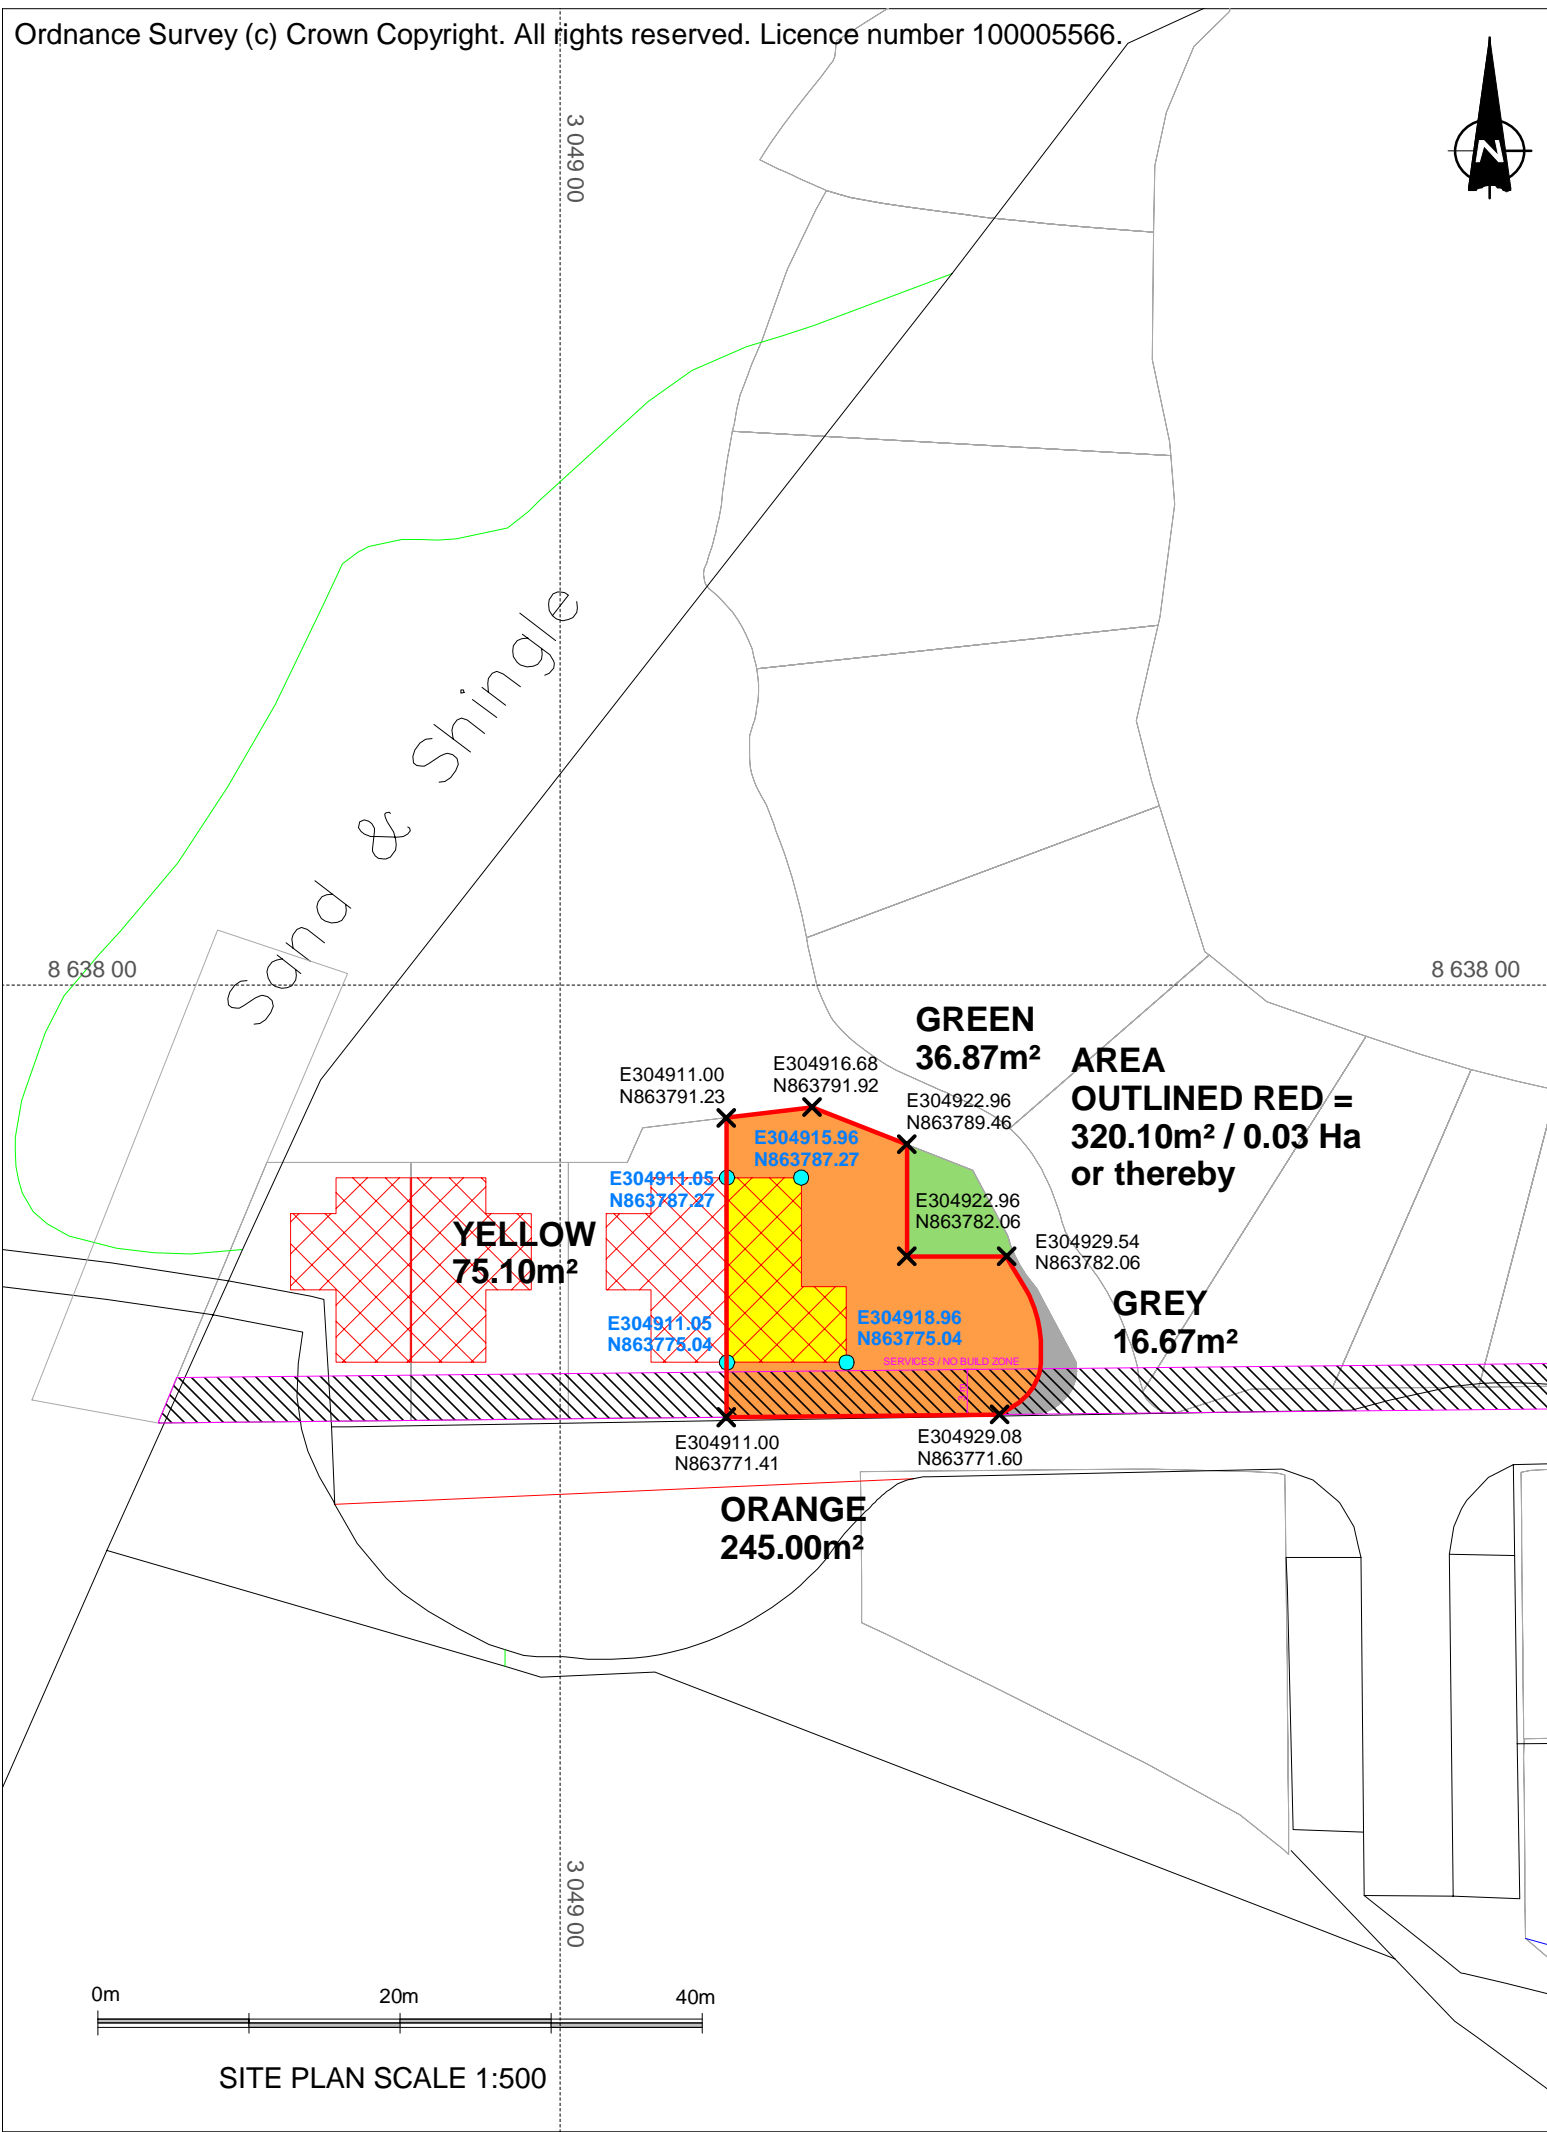 Ordnance Survey (c) Crown Copyright. All rights reserved. Licence number 100005566.
N
3 049 00
Sand & Shingle
8 638 00
8 638 00
GREEN
36.87m²
AREA
OUTLINED RED =
320.10m² / 0.03 Ha
or thereby
E304911.00
N863791.23
E304916.68
N863791.92
E304922.96
N863789.46
E304915.96
N863787.27
E304911.05
N863787.27
E304922.96
N863782.06
E304929.54
N863782.06
YELLOW
75.10m²
GREY
16.67m²
E304911.05
N863775.04
E304918.96
N863775.04
SERVICES / NO BUILD ZONE
E304911.00
N863771.41
E304929.08
N863771.60
ORANGE
245.00m²
3 049 00
0m
20m
40m
SITE PLAN SCALE 1:500